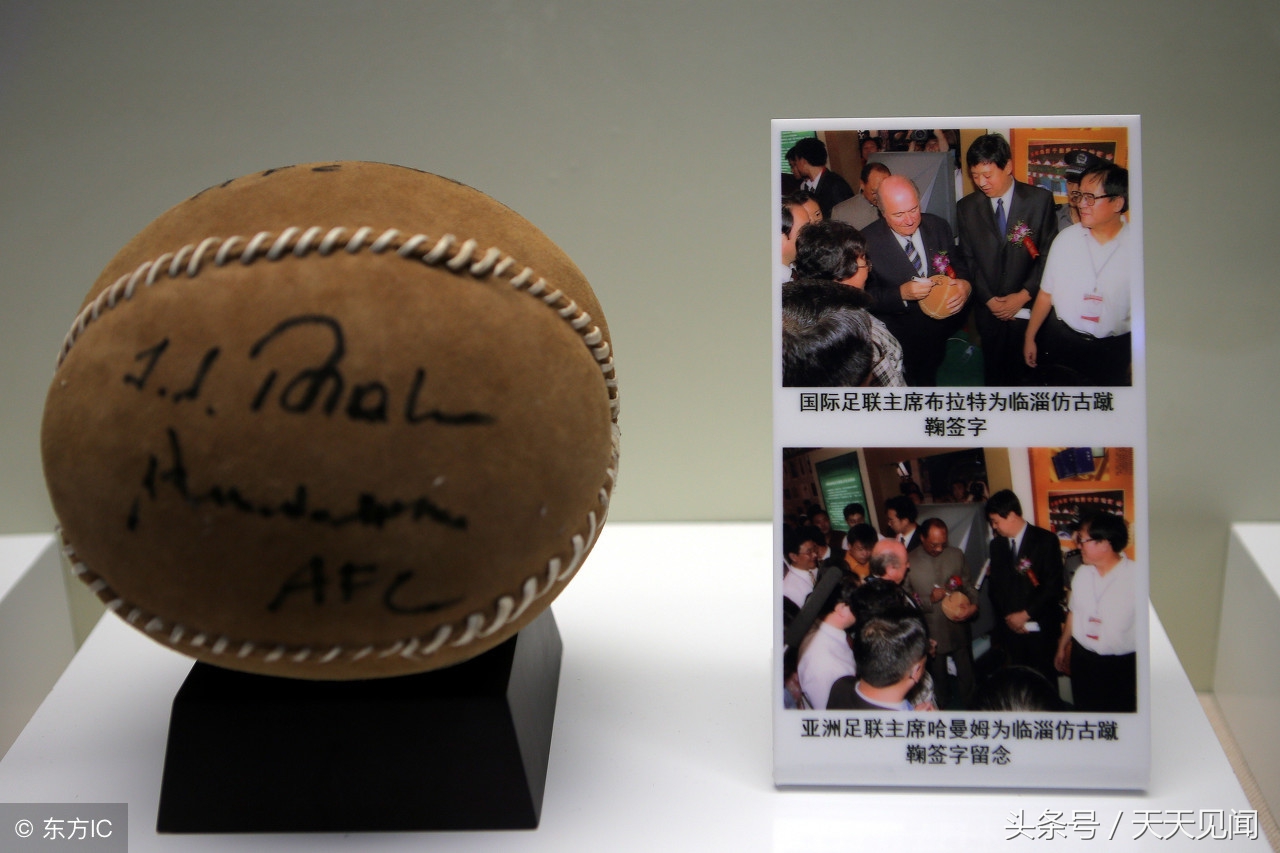 AFC
国际足联主席布拉特为临淄仿古蹴
鞠签字
亚洲足联主席哈曼姆为临淄仿古蹴
鞠签字留念
© 东方IC
头条号 / 天天见闻